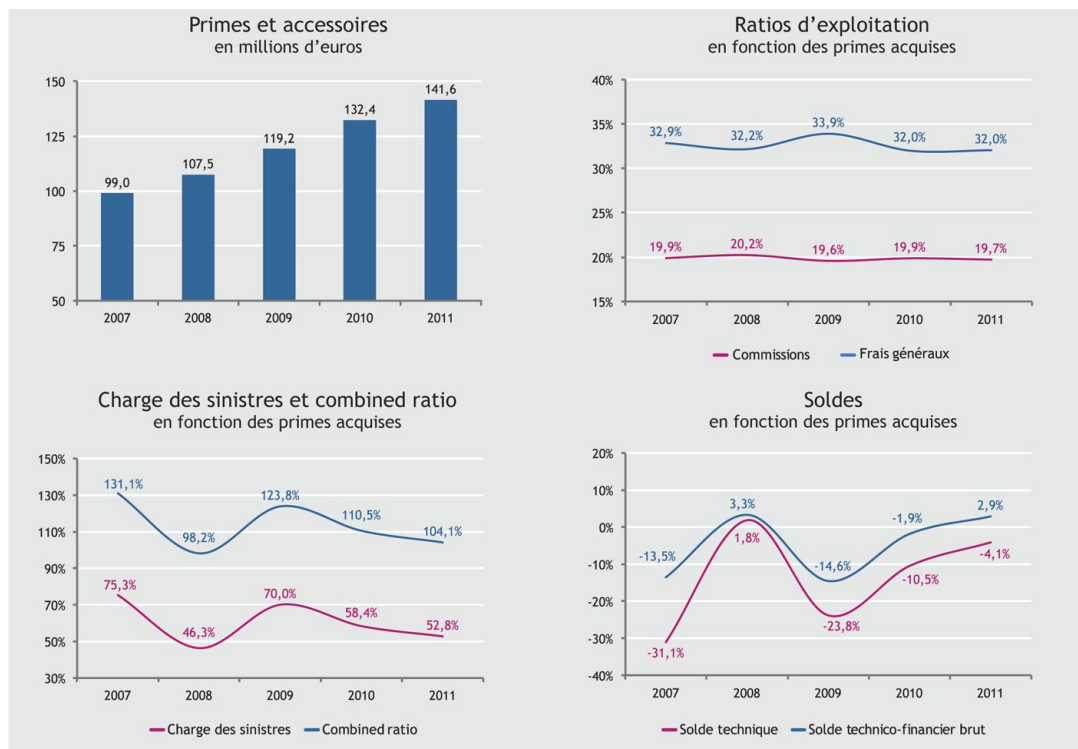 Primes et accessoires
en millions d’euros
150
125
100
75
50
99,0
107,5
119,2
132,4
141,6
2007 2008 2009 2010 2011
Ratios d’exploitation
en fonction des primes acquises
40%
35%
30%
25%
20%
15%
32,9% 32,2% 33,9% 32,0% 32,0%
19,9% 20,2% 19,6% 19,9% 19,7%
2007 2008 2009 2010 2011
Commissions Frais généraux
Charge des sinistres et combined ratio
en fonction des primes acquises
150%
130%
110%
90%
70%
50%
30%
131,1% 98,2% 123,8% 110,5% 104,1%
75,3% 46,3% 70,0% 58,4% 52,8%
2007 2008 2009 2010 2011
Charge des sinistres Combined ratio
Soldes
en fonction des primes acquises
20%
10%
0%
-10%
-20%
-30%
-40%
-13,5% 3,3% -14,6% -1,9% 2,9%
-31,1% 1,8% -23,8% -10,5% -4,1%
2007 2008 2009 2010 2011
Solde technique Solde technico-financier brut